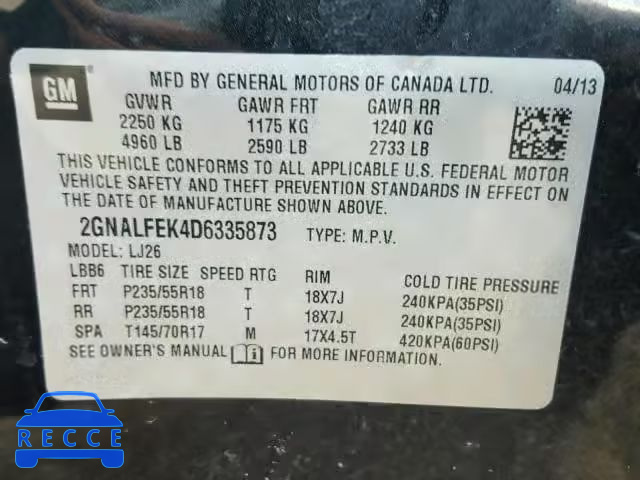 GM
MFD BY GENERAL MOTORS OF CANADA LTD. 04/13
GVWR GAWR FRT GAWR RR
2250 KG 1175 KG 1240 KG
4960 LB 2590 LB 2733 LB
THIS VEHICLE CONFORMS TO ALL APPLICABLE U.S. FEDERAL MOTOR
VEHICLE SAFETY AND THEFT PREVENTION STANDARDS IN EFFECT ON
THE DATE OF MANUFACTURE SHOWN ABOVE.
2GNALFEK4D6335873 TYPE: M.P.V.
MODEL: LJ26
LBB6 TIRE SIZE SPEED RTG RIM COLD TIRE PRESSURE
FRT P235/55R18 T 18X7J 240KPA(35PSI)
RR P235/55R18 T 18X7J 240KPA(35PSI)
SPA T145/70R17 M 17X4.5T 420KPA(60PSI)
SEE OWNER'S MANUAL FOR MORE INFORMATION.
RECCE